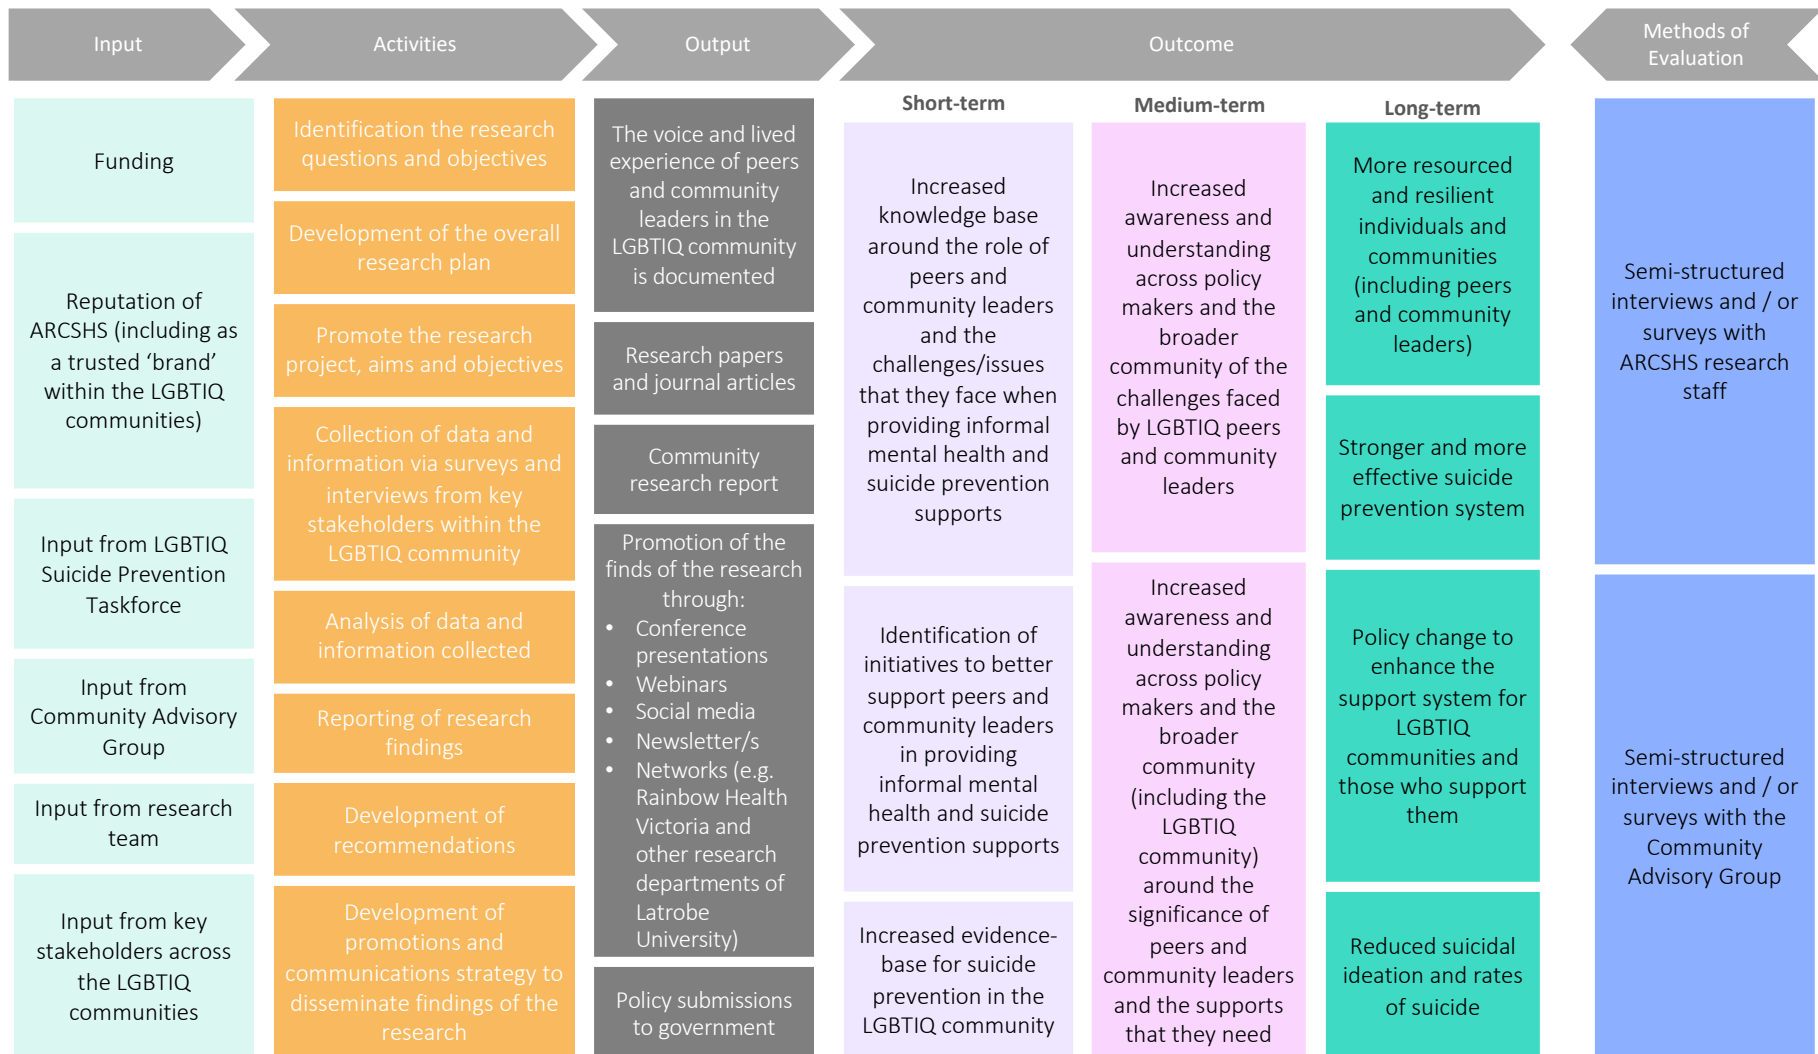 Input
Activities
Output
Outcome
Methods of
Evaluation
Funding
Reputation of
ARCSHS (including as
a trusted ‘brand’
within the LGBTIQ
communities)
Input from LGBTIQ
Suicide Prevention
Taskforce
Input from
Community Advisory
Group
Input from research
team
Input from key
stakeholders across
the LGBTIQ
communities
Identification the research
questions and objectives
Development of the overall
research plan
Promote the research
project, aims and objectives
Collection of data and
information via surveys and
interviews from key
stakeholders within the
LGBTIQ community
Analysis of data and
information collected
Reporting of research
findings
Development of
recommendations
Development of
promotions and
communications strategy to
disseminate findings of the
research
The voice and lived
experience of peers
and community
leaders in the
LGBTIQ community
is documented
Research papers
and journal articles
Community
research report
Promotion of the
finds of the research
through:
• Conference
presentations
• Webinars
• Social media
• Newsletter/s
• Networks (e.g.
Rainbow Health
Victoria and
other research
departments of
Latrobe
University)
Policy submissions
to government
Short-term
Increased
knowledge base
around the role of
peers and
community leaders
and the
challenges/issues
that they face when
providing informal
mental health and
suicide prevention
supports
Identification of
initiatives to better
support peers and
community leaders
in providing
informal mental
health and suicide
prevention supports
Increased evidence-
base for suicide
prevention in the
LGBTIQ community
Medium-term
Increased
awareness and
understanding
across policy
makers and the
broader
community of the
challenges faced
by LGBTIQ peers
and community
leaders
Increased
awareness and
understanding
across policy
makers and the
broader
community
(including the
LGBTIQ
community)
around the
significance of
peers and
community leaders
and the supports
that they need
Long-term
More resourced
and resilient
individuals and
communities
(including peers
and community
leaders)
Stronger and more
effective suicide
prevention system
Policy change to
enhance the
support system for
LGBTIQ
communities and
those who support
them
Reduced suicidal
ideation and rates
of suicide
Semi-structured
interviews and / or
surveys with
ARCSHS research
staff
Semi-structured
interviews and / or
surveys with the
Community
Advisory Group